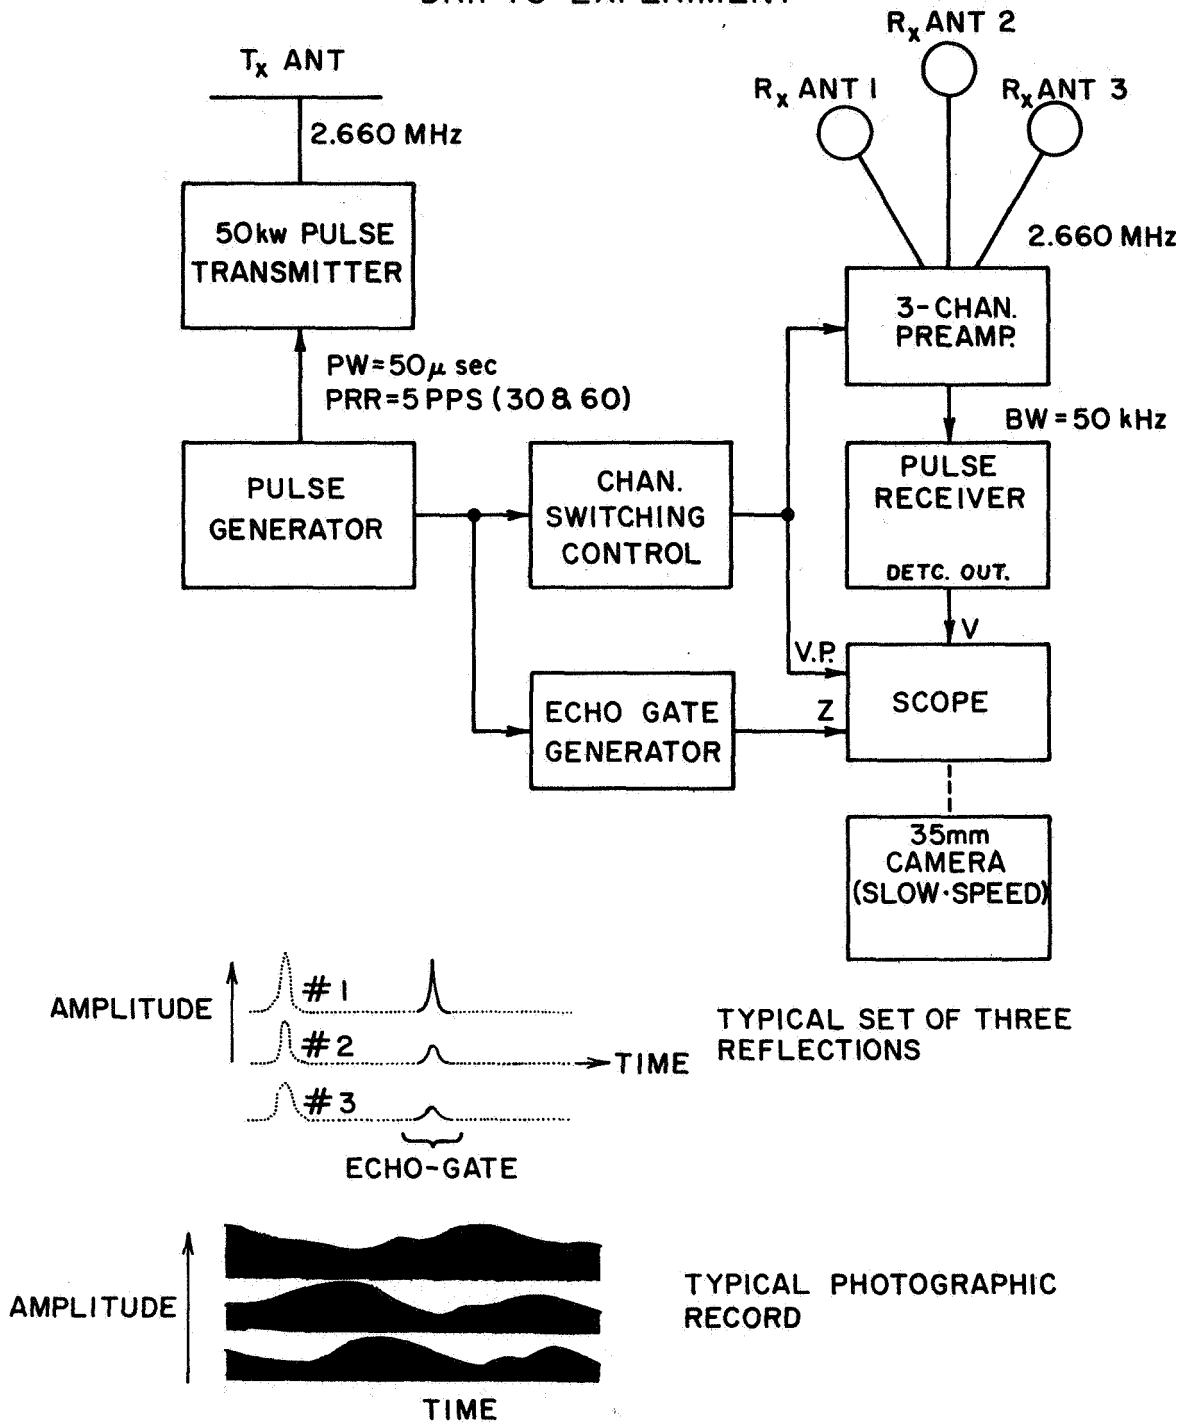 Tx ANT
2.660 MHz
50kw PULSE
TRANSMITTER
PW=50μ sec
PRR=5 PPS (30 & 60)
PULSE
GENERATOR
CHAN.
SWITCHING
CONTROL
ECHO GATE
GENERATOR
Rx ANT 1
Rx ANT 2
Rx ANT 3
2.660 MHz
3-CHAN.
PREAMP.
BW=50 kHz
PULSE
RECEIVER
DETC. OUT.
V
V.P.
Z
SCOPE
35mm
CAMERA
(SLOW-SPEED)
AMPLITUDE
#1
#2
#3
TIME
ECHO-GATE
TYPICAL SET OF THREE
REFLECTIONS
AMPLITUDE
TIME
TYPICAL PHOTOGRAPHIC
RECORD